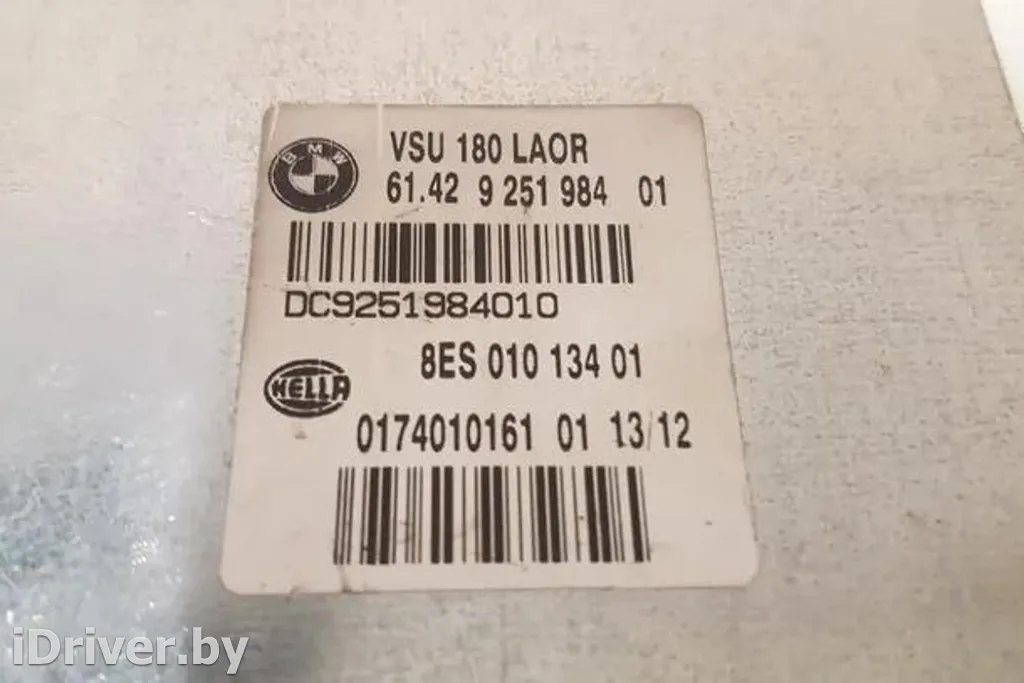 BMW
VSU 180 LAOR
61.42 9 251 984 01
DC9251984010
8ES 010 134 01
HELLA
0174010161 01 13/12
iDriver.by